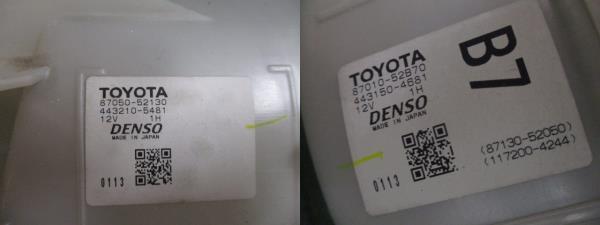 TOYOTA
87050-52130
443210-5481
12V 1H
DENSO
MADE IN JAPAN
0113
TOYOTA
87010-52B70
443150-4681
12V 1H
DENSO
MADE IN JAPAN
0113
B7
(87130-52050)
(117200-4244)